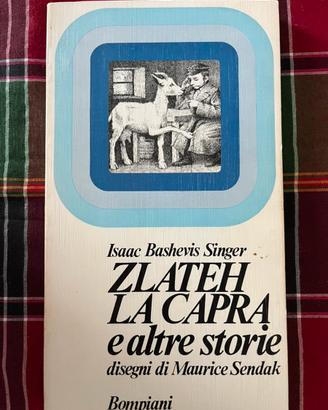 Isaac Bashevis Singer
ZLATEH
LA CAPRA
e altre storie
disegni di Maurice Sendak
Bompiani